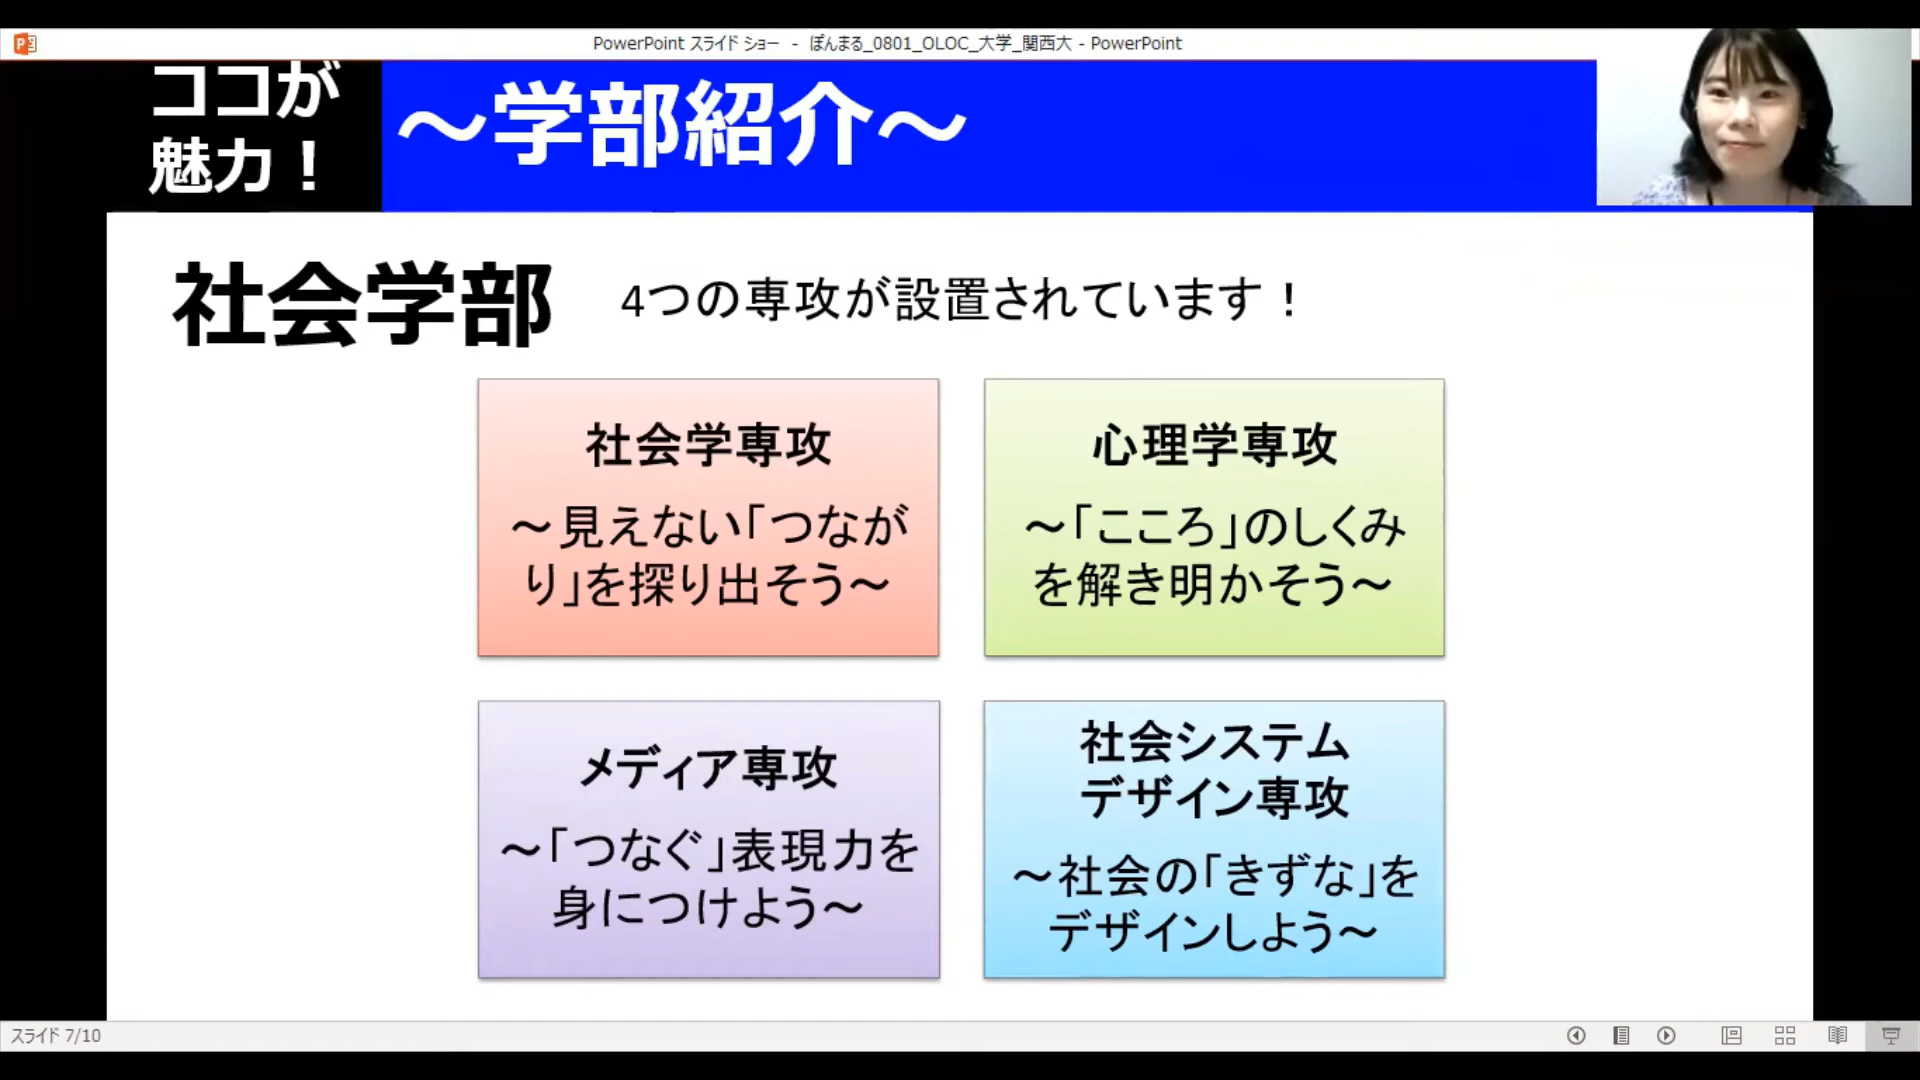 PowerPoint スライド ショー - ぽんまる_0801_OLOC_大学_関西大 - PowerPoint
ココが
魅力！
～学部紹介～
社会学部
4つの専攻が設置されています！
社会学専攻
～見えない「つなが
り」を探り出そう～
心理学専攻
～「こころ」のしくみ
を解き明かそう～
メディア専攻
～「つなぐ」表現力を
身につけよう～
社会システム
デザイン専攻
～社会の「きずな」を
デザインしよう～
スライド 7/10